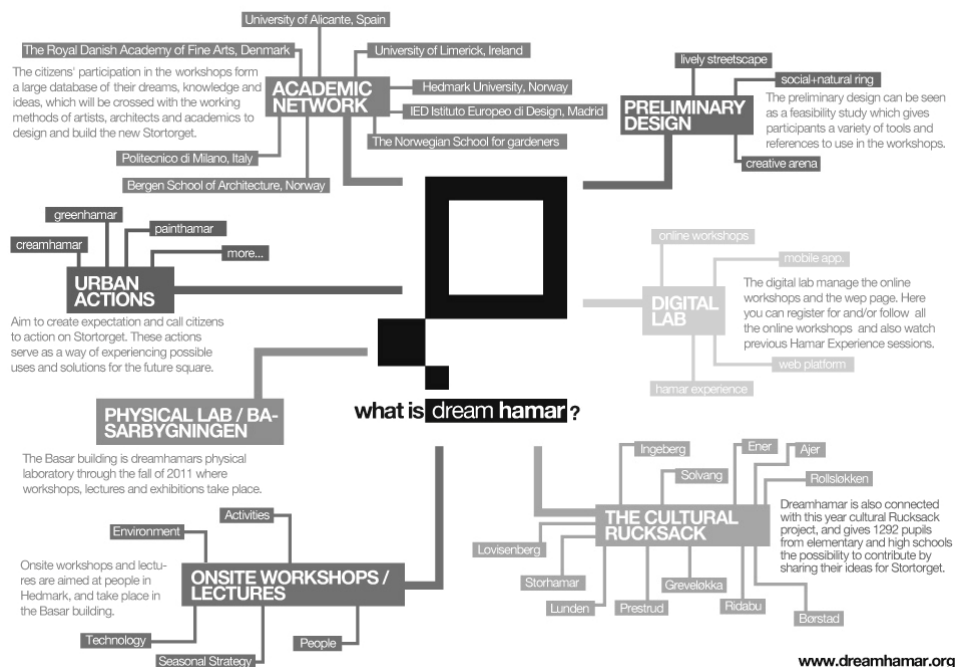 University of Alicante, Spain
The Royal Danish Academy of Fine Arts, Denmark
University of Limerick, Ireland
The citizens' participation in the workshops form
a large database of their dreams, knowledge and
ideas, which will be crossed with the working
methods of artists, architects and academics to
design and build the new Stortorget.
ACADEMIC
NETWORK
Hedmark University, Norway
IED Istituto Europeo di Design, Madrid
The Norwegian School for gardeners
Politecnico di Milano, Italy
Bergen School of Architecture, Norway
lively streetscape
social+natural ring
PRELIMINARY
DESIGN
The preliminary design can be seen
as a feasibility study which gives
participants a variety of tools and
references to use in the workshops.
creative arena
greenhamar
painthamar
creamhamar
more...
URBAN
ACTIONS
Aim to create expectation and call citizens
to action on Stortorget. These actions
serve as a way of experiencing possible
uses and solutions for the future square.
online workshops
mobile app.
DIGITAL
LAB
The digital lab manage the online
workshops and the wep page. Here
you can register for and/or follow all
the online workshops and also watch
previous Hamar Experience sessions.
web platform
hamar experience
PHYSICAL LAB / BA-
SARBYGNINGEN
The Basar building is dreamhamars physical
laboratory through the fall of 2011 where
workshops, lectures and exhibitions take place.
what is dream hamar ?
Activities
Environment
Onsite workshops and lectu-
res are aimed at people in
Hedmark, and take place in
the Basar building.
ONSITE WORKSHOPS /
LECTURES
Technology
Seasonal Strategy
People
Ingeberg
Ener
Ajer
Solvang
Rollsløkken
THE CULTURAL
RUCKSACK
Dreamhamar is also connected
with this year cultural Rucksack
project, and gives 1292 pupils
from elementary and high schools
the possibility to contribute by
sharing their ideas for Stortorget.
Lovisenberg
Storhamar
Greveløkka
Lunden
Prestrud
Ridabu
Børstad
www.dreamhamar.org